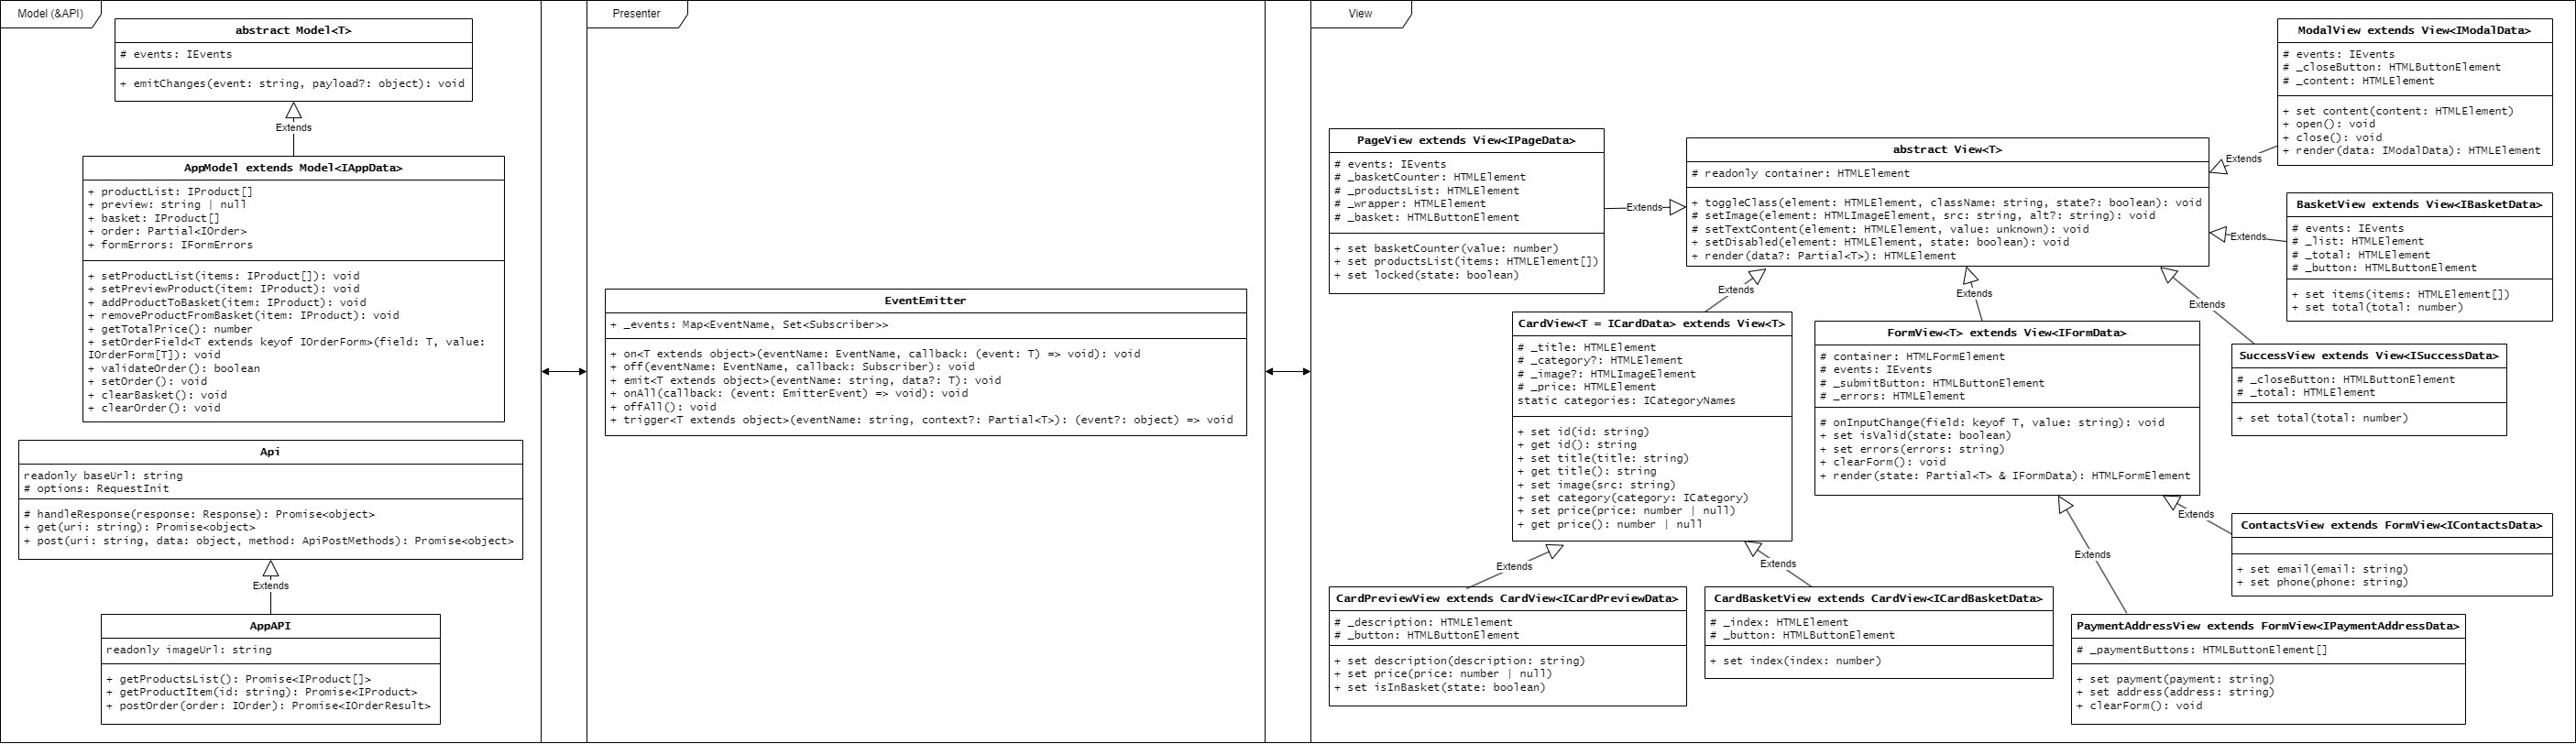 Model (&API)
abstract Model<T>
# events: IEvents
+ emitChanges(event: string, payload?: object): void
Extends
AppModel extends Model<IAppData>
+ productList: IProduct[]
+ preview: string | null
+ basket: IProduct[]
+ order: Partial<IOrder>
+ formErrors: IFormErrors
+ setProductList(items: IProduct[]): void
+ setPreviewProduct(item: IProduct): void
+ addProductToBasket(item: IProduct): void
+ removeProductFromBasket(item: IProduct): void
+ getTotalPrice(): number
+ setOrderField<T extends keyof IOrderForm>(field: T, value:
IOrderForm[T]): void
+ validateOrder(): boolean
+ setOrder(): void
+ clearBasket(): void
+ clearOrder(): void
Api
readonly baseUrl: string
# options: RequestInit
# handleResponse(response: Response): Promise<object>
+ get(uri: string): Promise<object>
+ post(uri: string, data: object, method: ApiPostMethods): Promise<object>
Extends
AppAPI
readonly imageUrl: string
+ getProductsList(): Promise<IProduct[]>
+ getProductItem(id: string): Promise<IProduct>
+ postOrder(order: IOrder): Promise<IOrderResult>
Presenter
EventEmitter
+ _events: Map<EventName, Set<Subscriber>>
+ on<T extends object>(eventName: EventName, callback: (event: T) => void): void
+ off(eventName: EventName, callback: Subscriber): void
+ emit<T extends object>(eventName: string, data?: T): void
+ onAll(callback: (event: EmitterEvent) => void): void
+ offAll(): void
+ trigger<T extends object>(eventName: string, context?: Partial<T>): (event?: object) => void
View
PageView extends View<IPageData>
# events: IEvents
# _basketCounter: HTMLElement
# _productsList: HTMLElement
# _wrapper: HTMLElement
# _basket: HTMLButtonElement
+ set basketCounter(value: number)
+ set productsList(items: HTMLElement[])
+ set locked(state: boolean)
Extends
abstract View<T>
# readonly container: HTMLElement
+ toggleClass(element: HTMLElement, className: string, state?: boolean): void
# setImage(element: HTMLImageElement, src: string, alt?: string): void
# setTextContent(element: HTMLElement, value: unknown): void
+ setDisabled(element: HTMLElement, state: boolean): void
+ render(data?: Partial<T>): HTMLElement
Extends
ModalView extends View<IModalData>
# events: IEvents
# _closeButton: HTMLButtonElement
# _content: HTMLElement
+ set content(content: HTMLElement)
+ open(): void
+ close(): void
+ render(data: IModalData): HTMLElement
Extends
BasketView extends View<IBasketData>
# events: IEvents
# _list: HTMLElement
# _total: HTMLElement
# _button: HTMLButtonElement
+ set items(items: HTMLElement[])
+ set total(total: number)
Extends
Extends
Extends
CardView<T = ICardData> extends View<T>
# _title: HTMLElement
# _category?: HTMLElement
# _image?: HTMLImageElement
# _price: HTMLElement
static categories: ICategoryNames
+ set id(id: string)
+ get id(): string
+ set title(title: string)
+ get title(): string
+ set image(src: string)
+ set category(category: ICategory)
+ set price(price: number | null)
+ get price(): number | null
FormView<T> extends View<IFormData>
# container: HTMLFormElement
# events: IEvents
# _submitButton: HTMLButtonElement
# _errors: HTMLElement
# onInputChange(field: keyof T, value: string): void
+ set isValid(state: boolean)
+ set errors(errors: string)
+ clearForm(): void
+ render(state: Partial<T> & IFormData): HTMLFormElement
SuccessView extends View<ISuccessData>
# _closeButton: HTMLButtonElement
# _total: HTMLElement
+ set total(total: number)
Extends
Extends
Extends
Extends
ContactsView extends FormView<IContactsData>
+ set email(email: string)
+ set phone(phone: string)
CardPreviewView extends CardView<ICardPreviewData>
# _description: HTMLElement
# _button: HTMLButtonElement
+ set description(description: string)
+ set price(price: number | null)
+ set isInBasket(state: boolean)
CardBasketView extends CardView<ICardBasketData>
# _index: HTMLElement
# _button: HTMLButtonElement
+ set index(index: number)
PaymentAddressView extends FormView<IPaymentAddressData>
# _paymentButtons: HTMLButtonElement[]
+ set payment(payment: string)
+ set address(address: string)
+ clearForm(): void